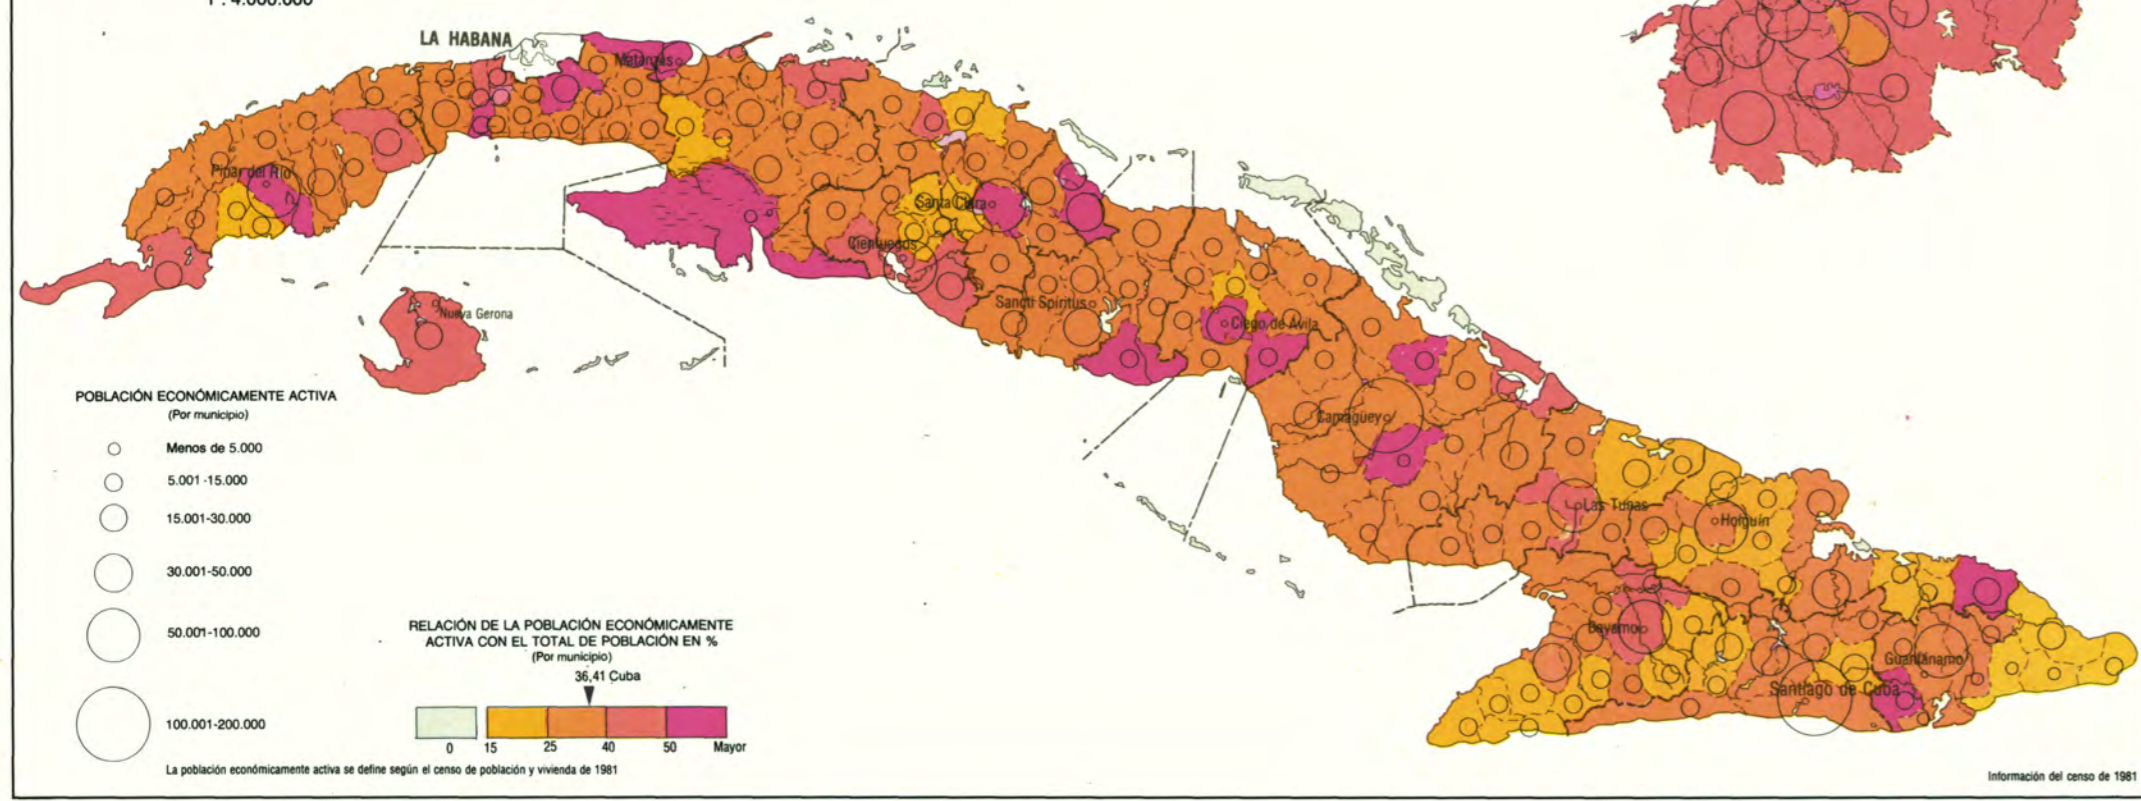 LA HABANA
Matanzas
Pinar del Río
Santa Clara
Cienfuegos
Nueva Gerona
Sancti Spíritus
Ciego de Avila
Camagüey
Las Tunas
Holguín
Bayamo
Guantánamo
Santiago de Cuba
POBLACIÓN ECONÓMICAMENTE ACTIVA
(Por municipio)
Menos de 5.000
5.001 -15.000
15.001-30.000
30.001-50.000
50.001-100.000
100.001-200.000
RELACIÓN DE LA POBLACIÓN ECONÓMICAMENTE
ACTIVA CON EL TOTAL DE POBLACIÓN EN %
(Por municipio)
36,41 Cuba
0 15 25 40 50 Mayor
La población económicamente activa se define según el censo de población y vivienda de 1981
Información del censo de 1981